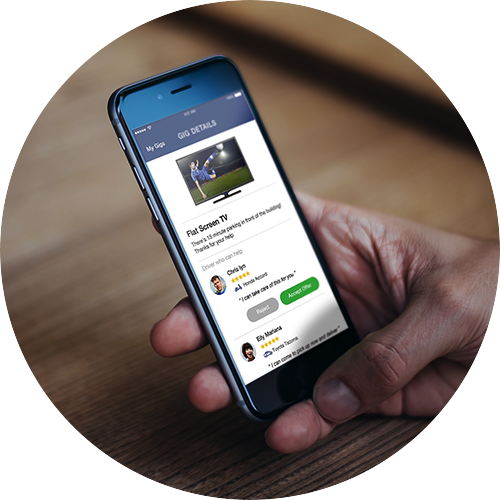 My Gigs
GIG DETAILS
Flat Screen TV
There's 15 minute parking in front of the building!
Thanks for your help.
Driver who can help
Chris lyn
Honda Accord
" I can take care of this for you "
Reject
Accept Offer
Elly Mariana
Toyota Tacoma
" I can come to pick up now and deliver "